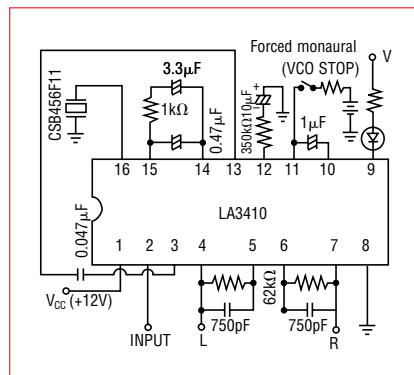 Forced monaural
(VCO STOP)
V
3.3μF
CSB456F11
1kΩ
0.47μF
350kΩ
10μF
+
−
1μF
16
15
14
13
12
11
10
9
LA3410
0.047μF
1
2
3
4
5
6
7
8
62kΩ
VCC (+12V)
INPUT
L
750pF
750pF
R